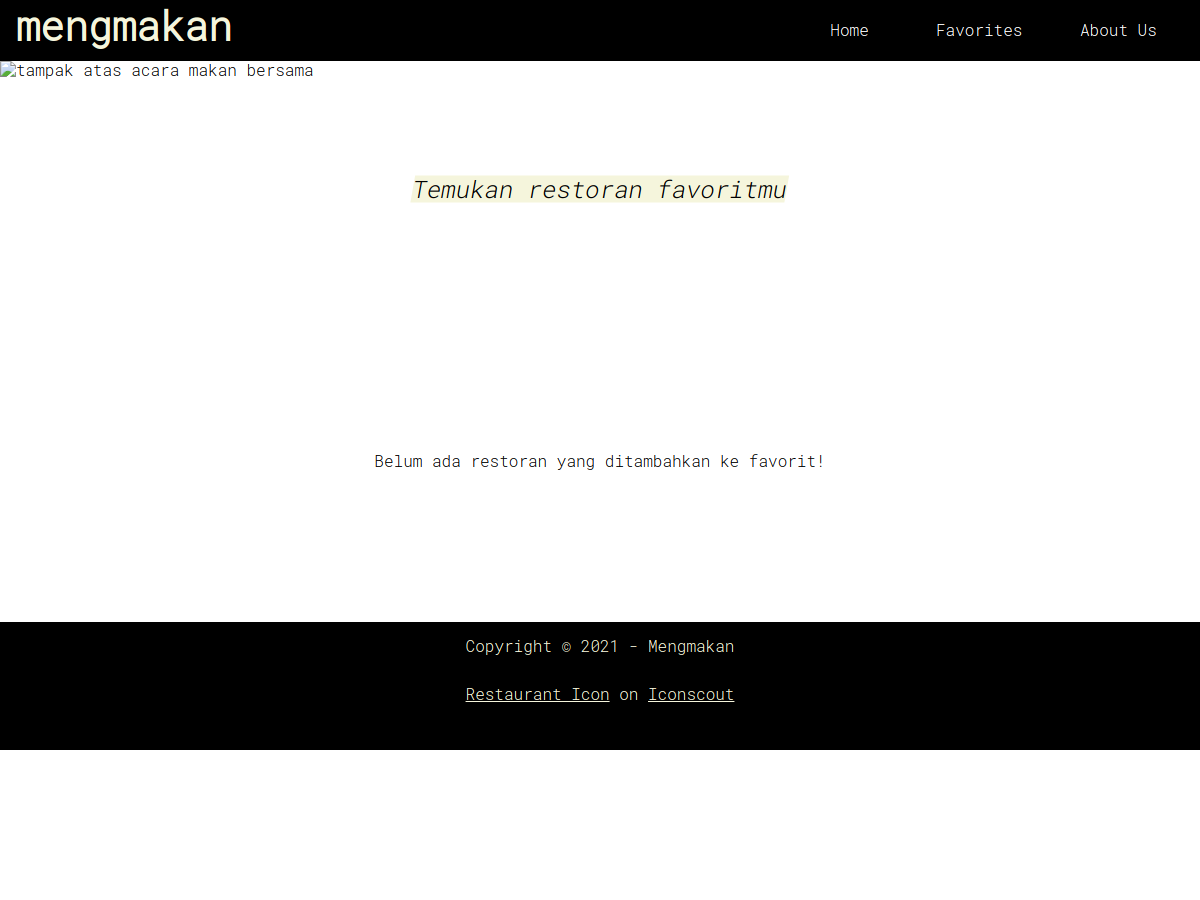 mengmakan
Home Favorites About Us
tampak atas acara makan bersama
Temukan restoran favoritmu
Belum ada restoran yang ditambahkan ke favorit!
Copyright © 2021 - Mengmakan
Restaurant Icon on Iconscout